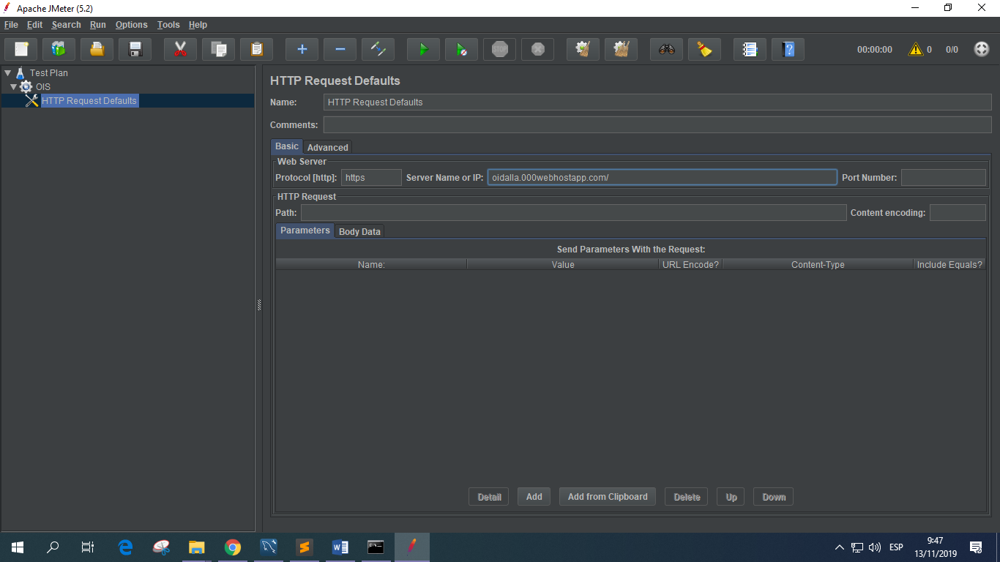 Apache JMeter (5.2)
File Edit Search Run Options Tools Help
STOP 00:00:00 0 0/0
Test Plan
OIS
HTTP Request Defaults
HTTP Request Defaults
Name: HTTP Request Defaults
Comments:
Basic Advanced
Web Server
Protocol [http]: https Server Name or IP: oidalla.000webhostapp.com/ Port Number:
HTTP Request
Path: Content encoding:
Parameters Body Data
Send Parameters With the Request:
Name: Value URL Encode? Content-Type Include Equals?
Detail Add Add from Clipboard Delete Up Down
ESP 9:47
13/11/2019